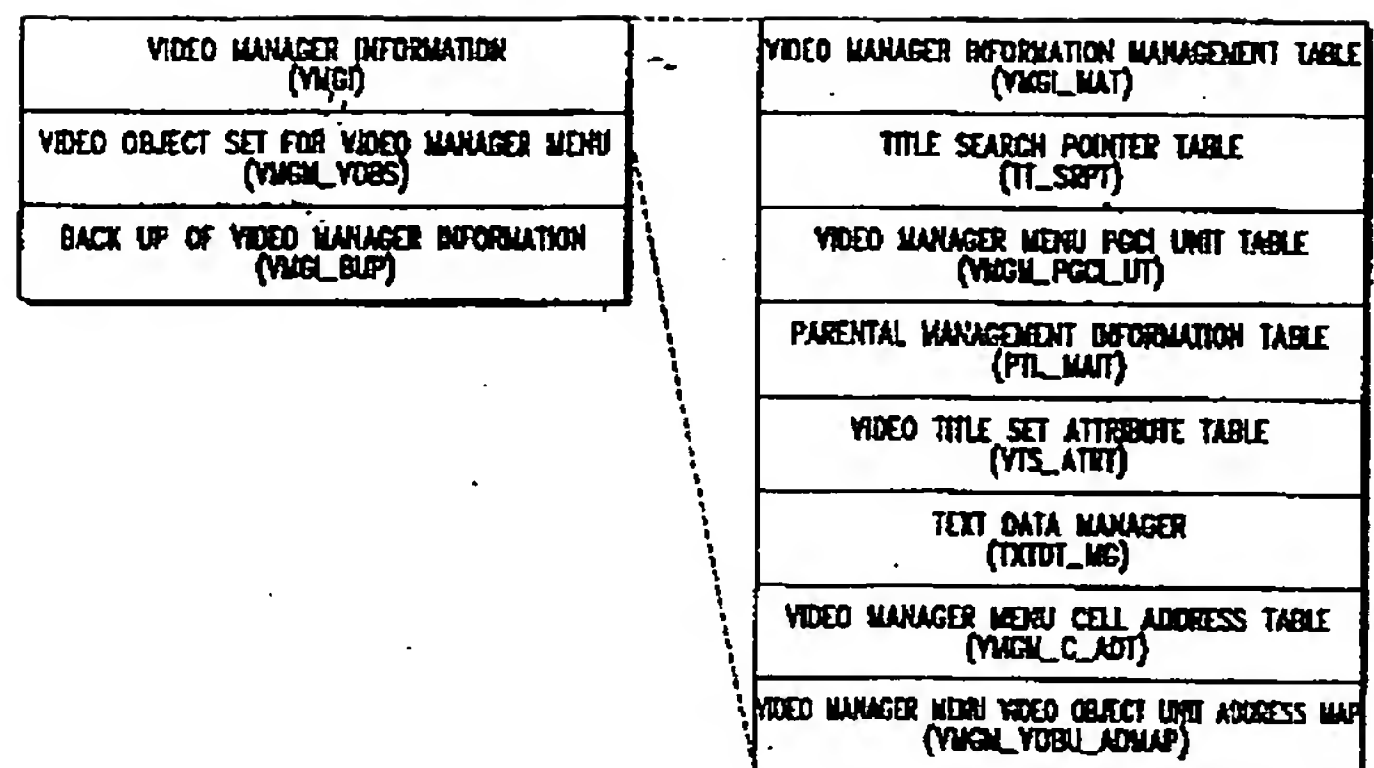 VIDEO MANAGER INFORMATION
(VMGI)
VIDEO OBJECT SET FOR VIDEO MANAGER MENU
(VMGM_VOBS)
BACK UP OF VIDEO MANAGER INFORMATION
(VMGI_BUP)
VIDEO MANAGER INFORMATION MANAGEMENT TABLE
(VMGI_MAT)
TITLE SEARCH POINTER TABLE
(TT_SRPT)
VIDEO MANAGER MENU PGCI UNIT TABLE
(VMGM_PGCI_UT)
PARENTAL MANAGEMENT INFORMATION TABLE
(PTL_MAIT)
VIDEO TITLE SET ATTRIBUTE TABLE
(VTS_ATRT)
TEXT DATA MANAGER
(TXTDT_MG)
VIDEO MANAGER MENU CELL ADDRESS TABLE
(VMGM_C_ADT)
VIDEO MANAGER MENU VIDEO OBJECT UNIT ADDRESS MAP
(VMGM_VOBU_ADMAP)